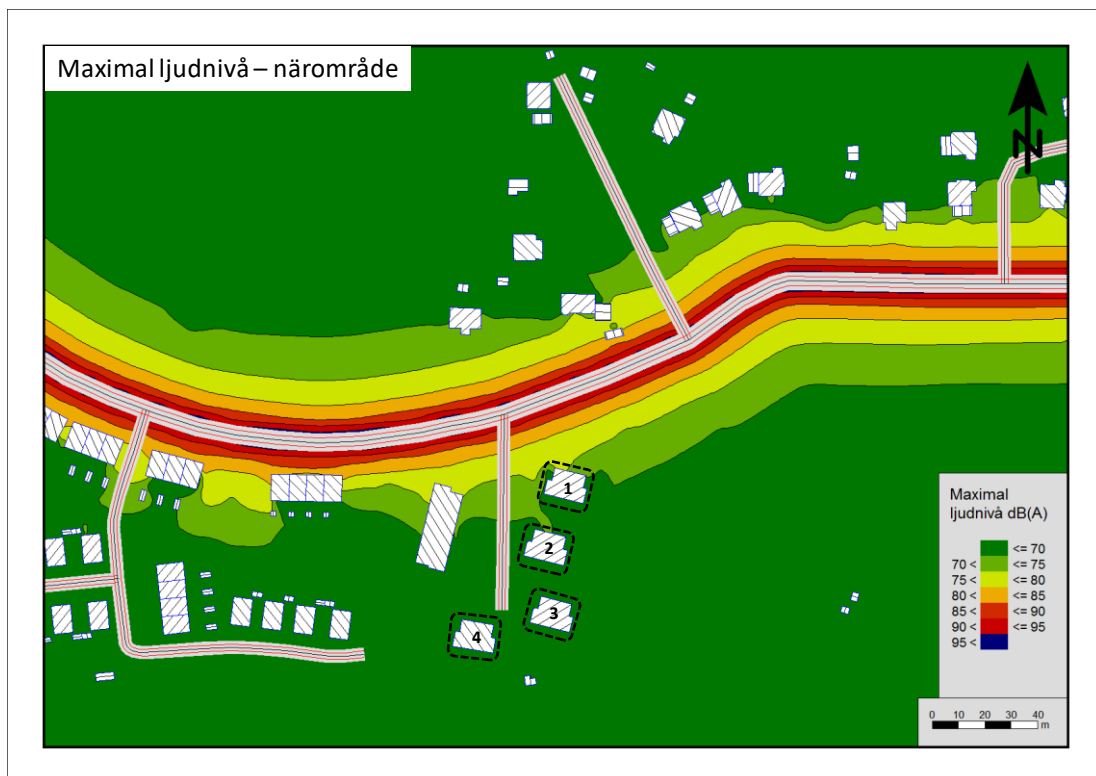 Maximal ljudnivå – närområde
N
1
2
3
4
Maximal
ljudnivå dB(A)
<= 70
70 < <= 75
75 < <= 80
80 < <= 85
85 < <= 90
90 < <= 95
95 <
0 10 20 30 40
m